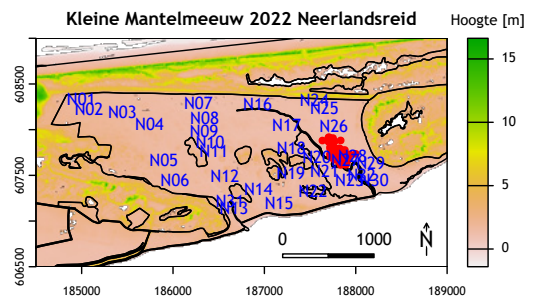 Kleine Mantelmeeuw 2022 Neerlandsreid
Hoogte [m]
15
10
5
0
608500
607500
606500
N01
N02
N03
N04
N05
N06
N07
N08
N09
N10
N11
N12
N13
N14
N15
N16
N17
N18
N19
N24
N25
N26
N29
N30
0
1000
N
185000
186000
187000
188000
189000